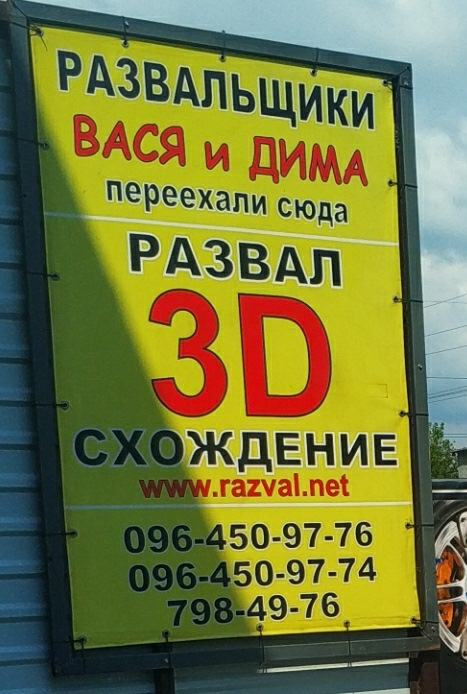 РАЗВАЛЬЩИКИ
ВАСЯ и ДИМА
переехали сюда
РАЗВАЛ
3D
СХОЖДЕНИЕ
www.razval.net
096-450-97-76
096-450-97-74
798-49-76